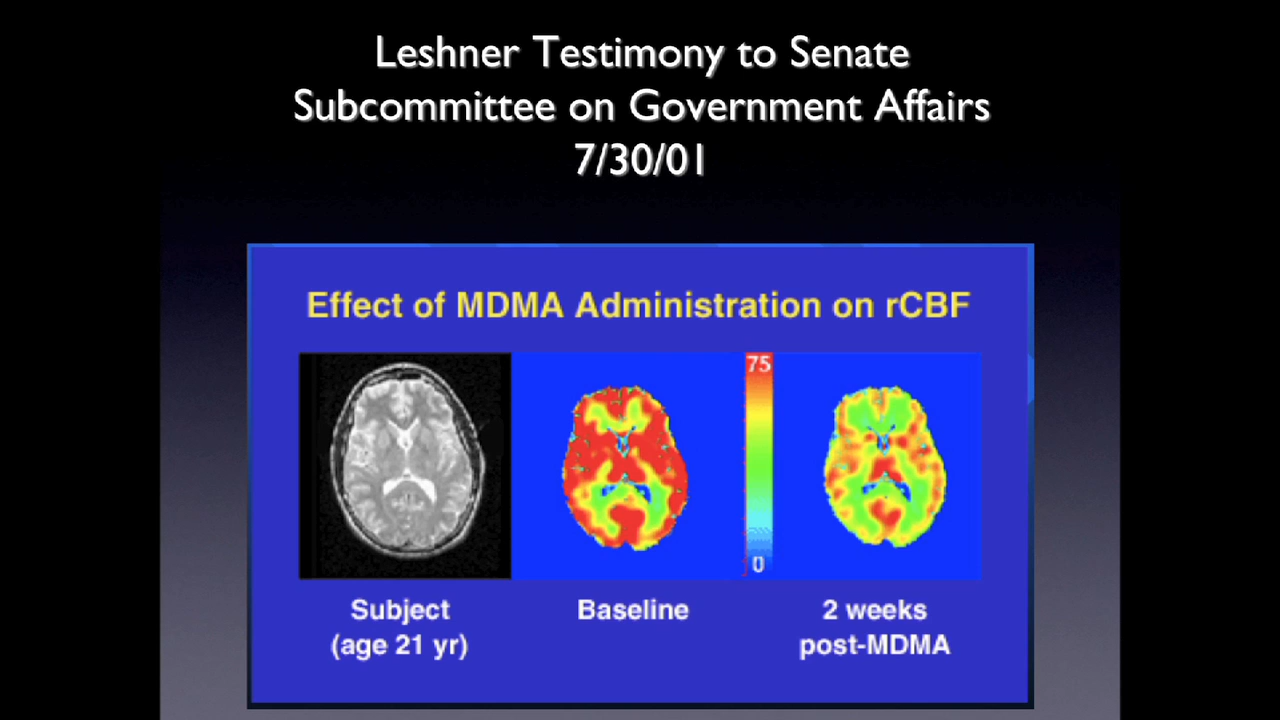 Leshner Testimony to Senate
Subcommittee on Government Affairs
7/30/01
Effect of MDMA Administration on rCBF
75
0
Subject
(age 21 yr)
Baseline
2 weeks
post-MDMA